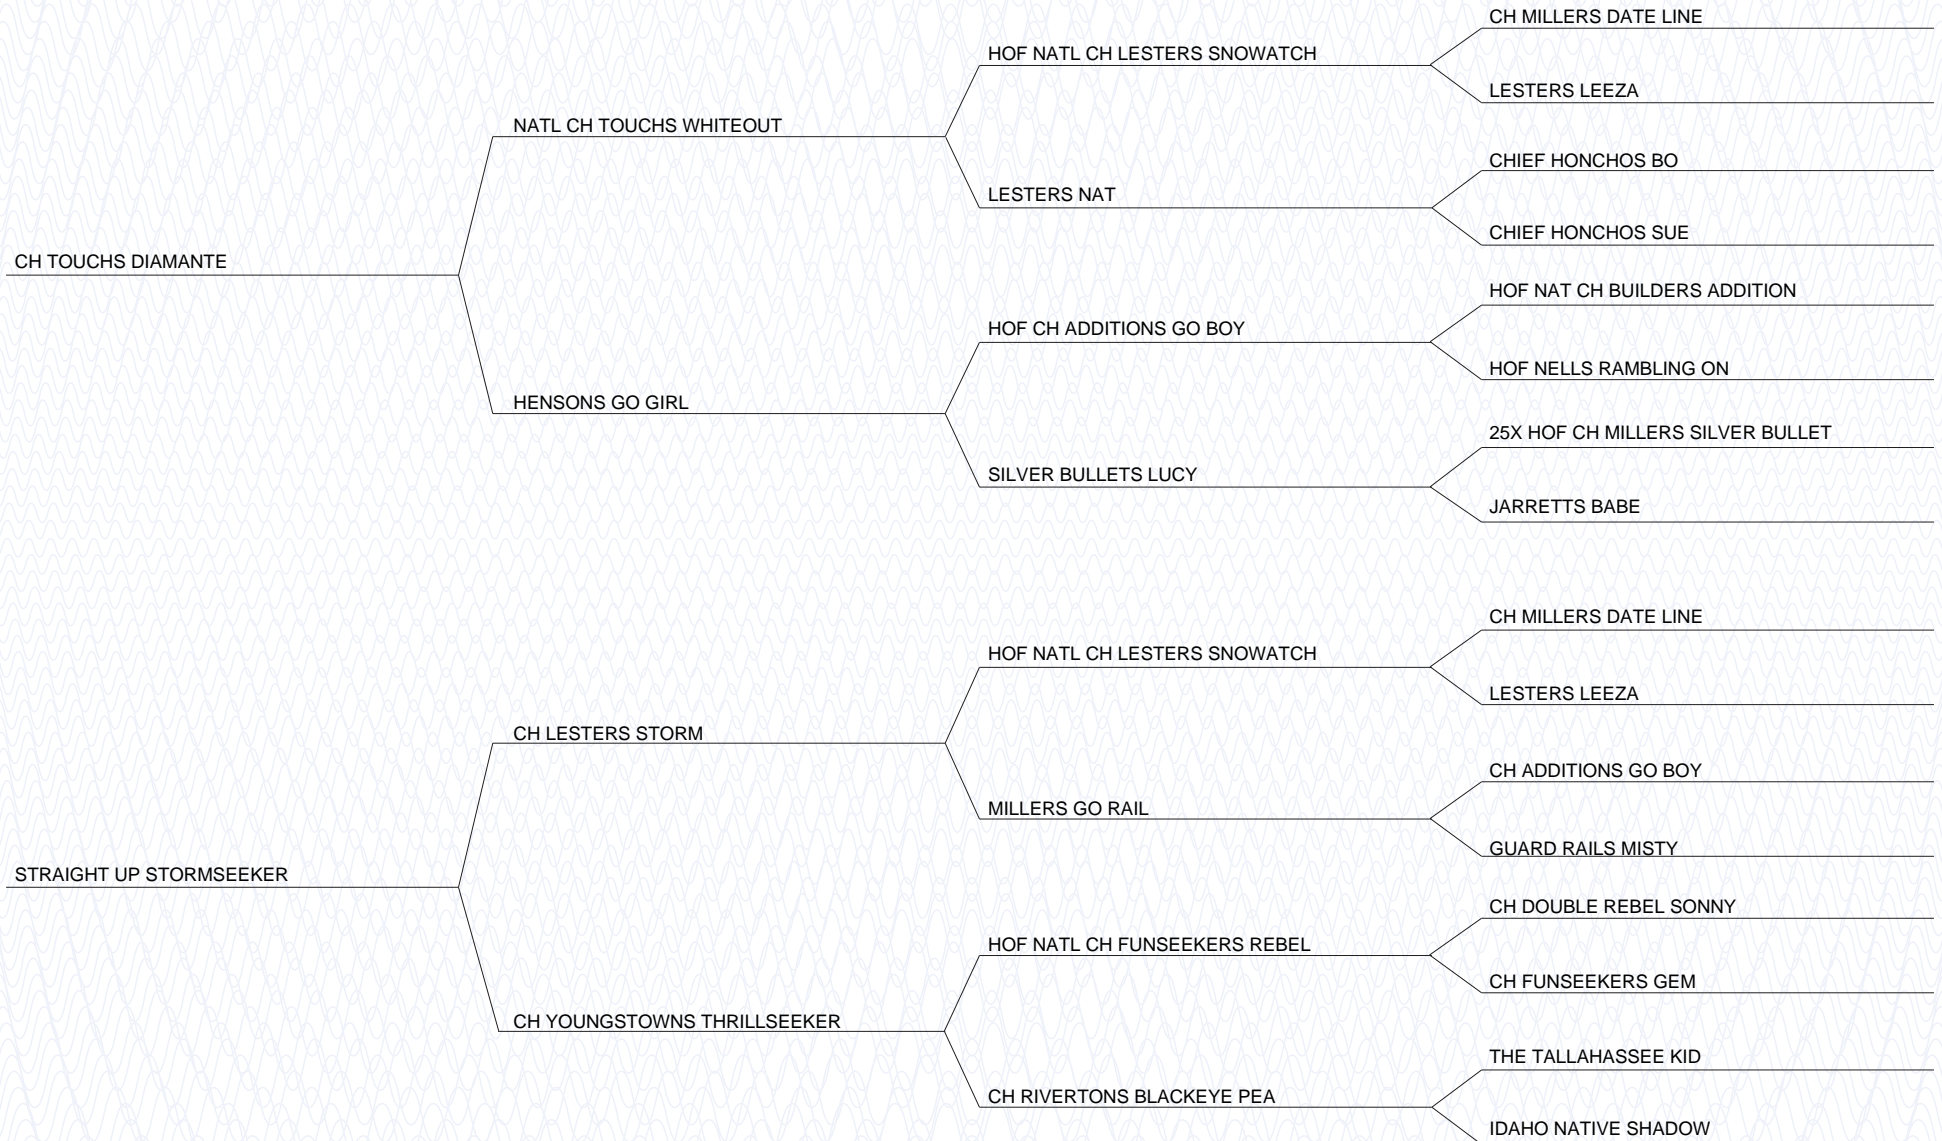 CH MILLERS DATE LINE
HOF NATL CH LESTERS SNOWATCH
LESTERS LEEZA
NATL CH TOUCHS WHITEOUT
CHIEF HONCHOS BO
LESTERS NAT
CHIEF HONCHOS SUE
CH TOUCHS DIAMANTE
HOF NAT CH BUILDERS ADDITION
HOF CH ADDITIONS GO BOY
HOF NELLS RAMBLING ON
HENSONS GO GIRL
25X HOF CH MILLERS SILVER BULLET
SILVER BULLETS LUCY
JARRETTS BABE
CH MILLERS DATE LINE
HOF NATL CH LESTERS SNOWATCH
LESTERS LEEZA
CH LESTERS STORM
CH ADDITIONS GO BOY
MILLERS GO RAIL
GUARD RAILS MISTY
STRAIGHT UP STORMSEEKER
CH DOUBLE REBEL SONNY
HOF NATL CH FUNSEEKERS REBEL
CH FUNSEEKERS GEM
CH YOUNGSTOWNS THRILLSEEKER
THE TALLAHASSEE KID
CH RIVERTONS BLACKEYE PEA
IDAHO NATIVE SHADOW